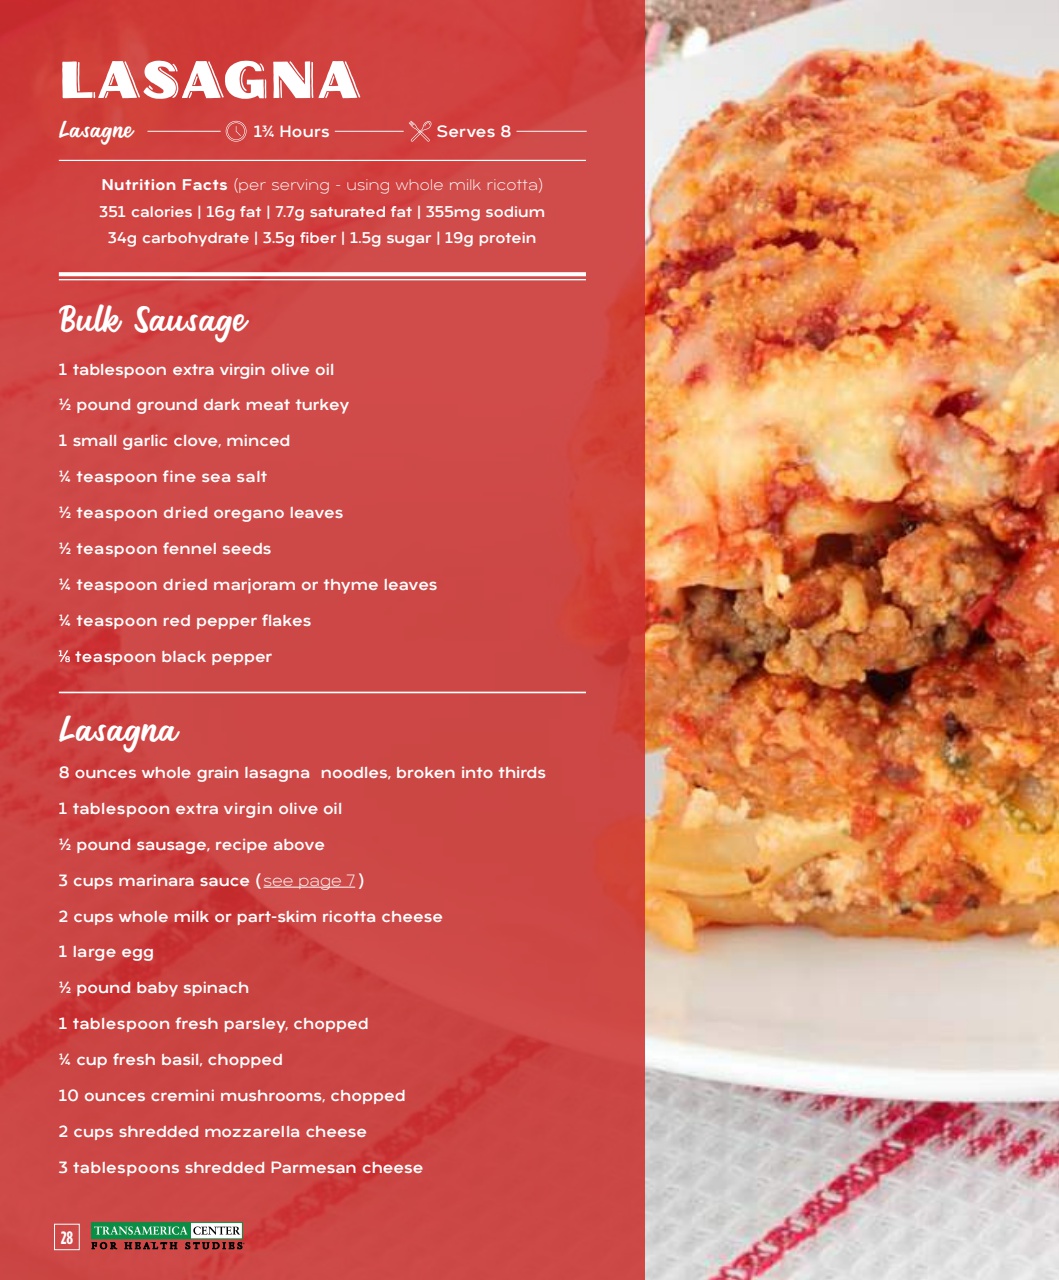 LASAGNA
Lasagne 1¾ Hours Serves 8
Nutrition Facts (per serving - using whole milk ricotta)
351 calories | 16g fat | 7.7g saturated fat | 355mg sodium
34g carbohydrate | 3.5g fiber | 1.5g sugar | 19g protein
Bulk Sausage
1 tablespoon extra virgin olive oil
½ pound ground dark meat turkey
1 small garlic clove, minced
¼ teaspoon fine sea salt
½ teaspoon dried oregano leaves
½ teaspoon fennel seeds
¼ teaspoon dried marjoram or thyme leaves
¼ teaspoon red pepper flakes
⅛ teaspoon black pepper
Lasagna
8 ounces whole grain lasagna noodles, broken into thirds
1 tablespoon extra virgin olive oil
½ pound sausage, recipe above
3 cups marinara sauce (see page 7)
2 cups whole milk or part-skim ricotta cheese
1 large egg
½ pound baby spinach
1 tablespoon fresh parsley, chopped
¼ cup fresh basil, chopped
10 ounces cremini mushrooms, chopped
2 cups shredded mozzarella cheese
3 tablespoons shredded Parmesan cheese
28 TRANSAMERICA CENTER
FOR HEALTH STUDIES